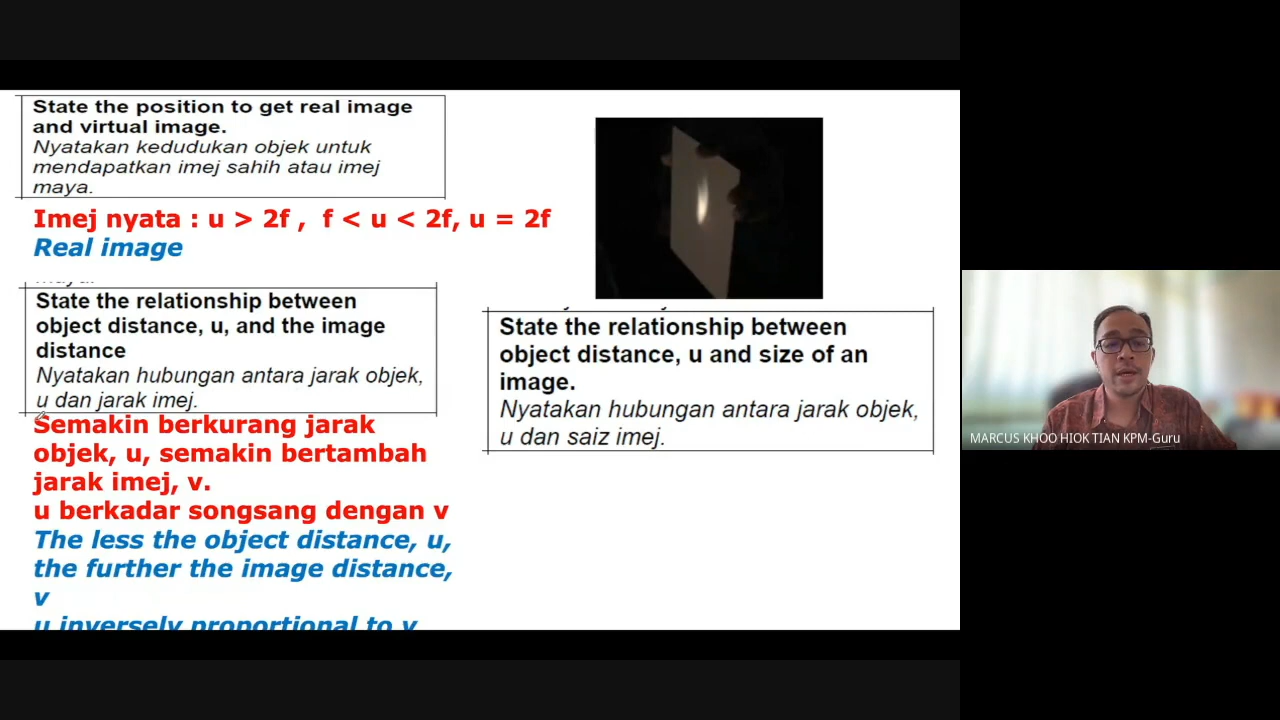 State the position to get real image
and virtual image.
Nyatakan kedudukan objek untuk
mendapatkan imej sahih atau imej
maya.
Imej nyata : u > 2f , f < u < 2f, u = 2f
Real image
State the relationship between
object distance, u, and the image
distance
Nyatakan hubungan antara jarak objek,
u dan jarak imej.
Semakin berkurang jarak
objek, u, semakin bertambah
jarak imej, v.
u berkadar songsang dengan v
The less the object distance, u,
the further the image distance,
v
u inversely proportional to v
State the relationship between
object distance, u and size of an
image.
Nyatakan hubungan antara jarak objek,
u dan saiz imej.
MARCUS KHOO HIOK TIAN KPM-Guru